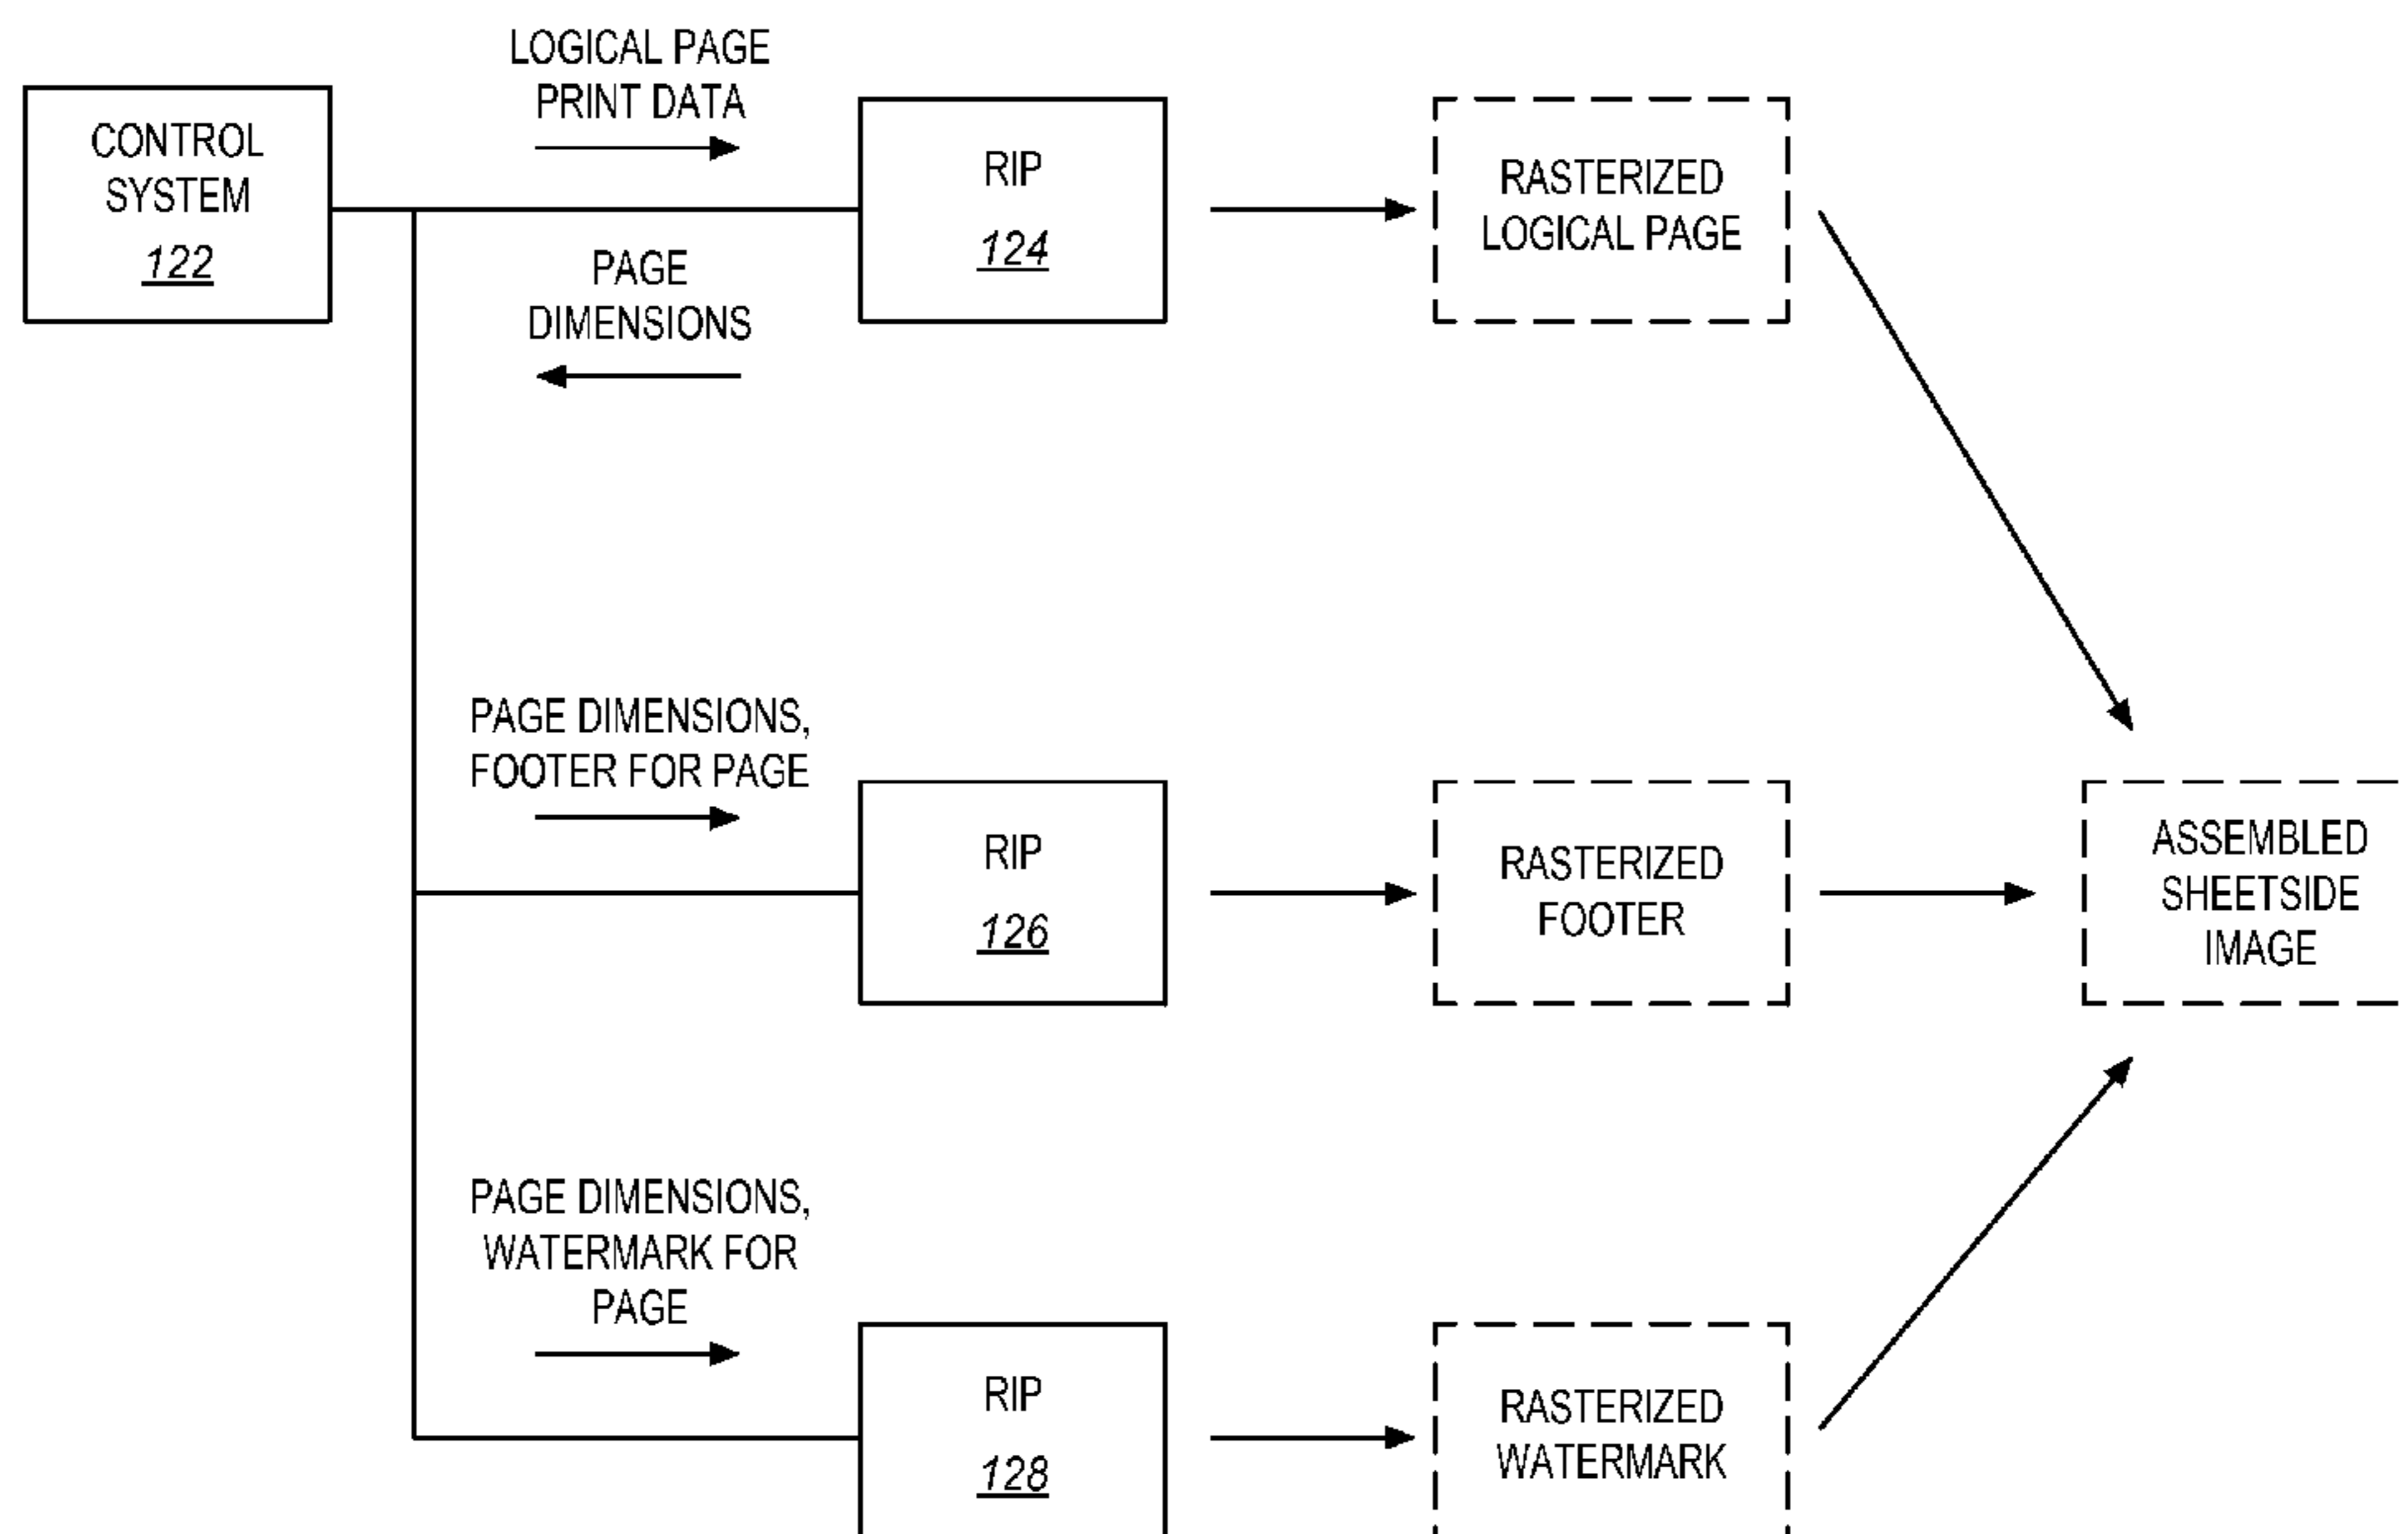 LOGICAL PAGE
PRINT DATA
CONTROL
SYSTEM
122
RIP
124
RASTERIZED
LOGICAL PAGE
PAGE
DIMENSIONS
PAGE DIMENSIONS,
FOOTER FOR PAGE
RIP
126
RASTERIZED
FOOTER
ASSEMBLED
SHEETSIDE
IMAGE
PAGE DIMENSIONS,
WATERMARK FOR
PAGE
RIP
128
RASTERIZED
WATERMARK